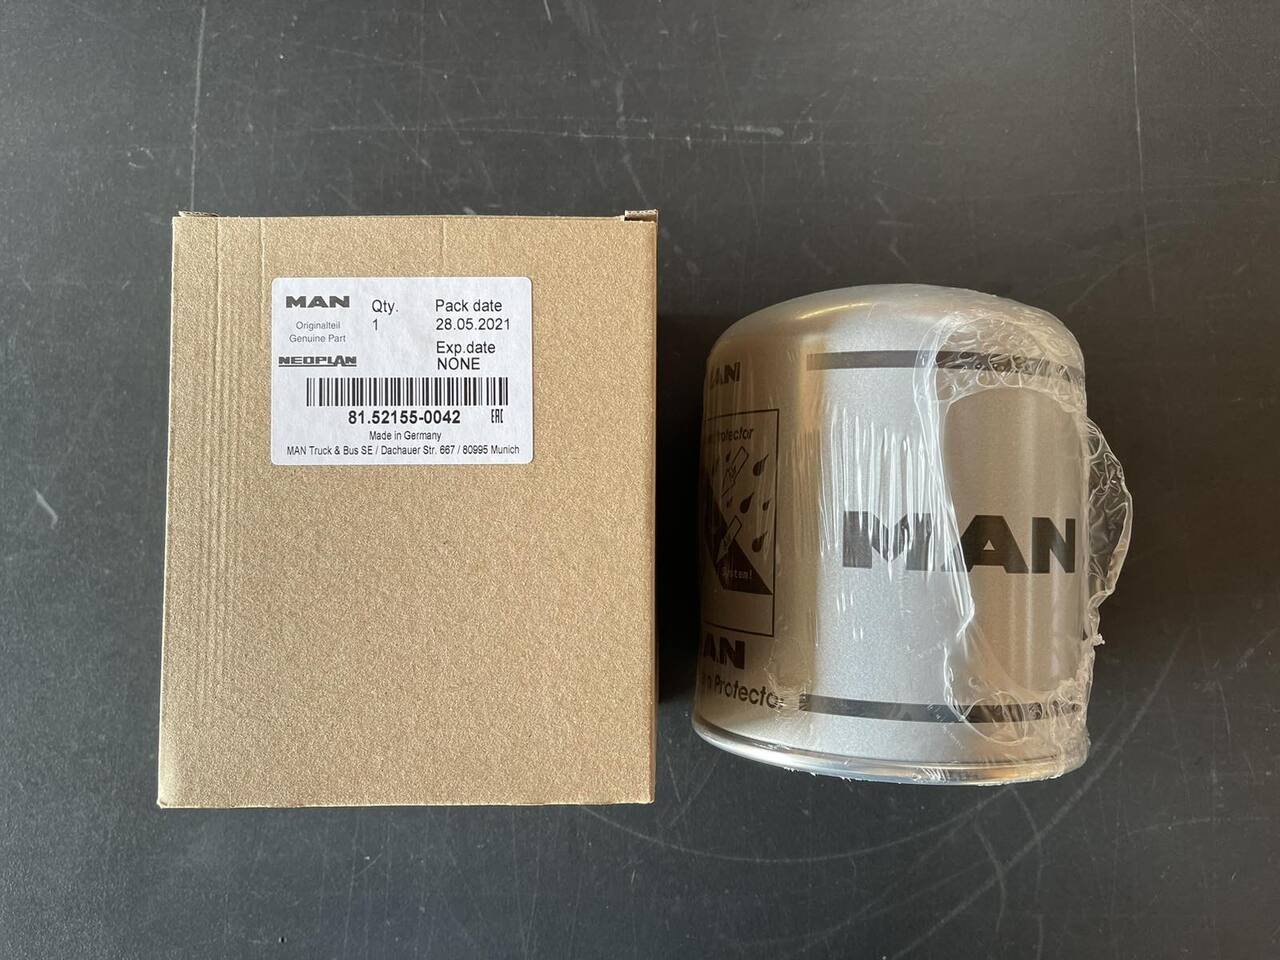 MAN
Originalteil
Genuine Part
NEOPLAN
Qty.
1
Pack date
28.05.2021
Exp.date
NONE
81.52155-0042
EAC
Made in Germany
MAN Truck & Bus SE / Dachauer Str. 667 / 80995 Munich
MAN
System!
Protector
MAN